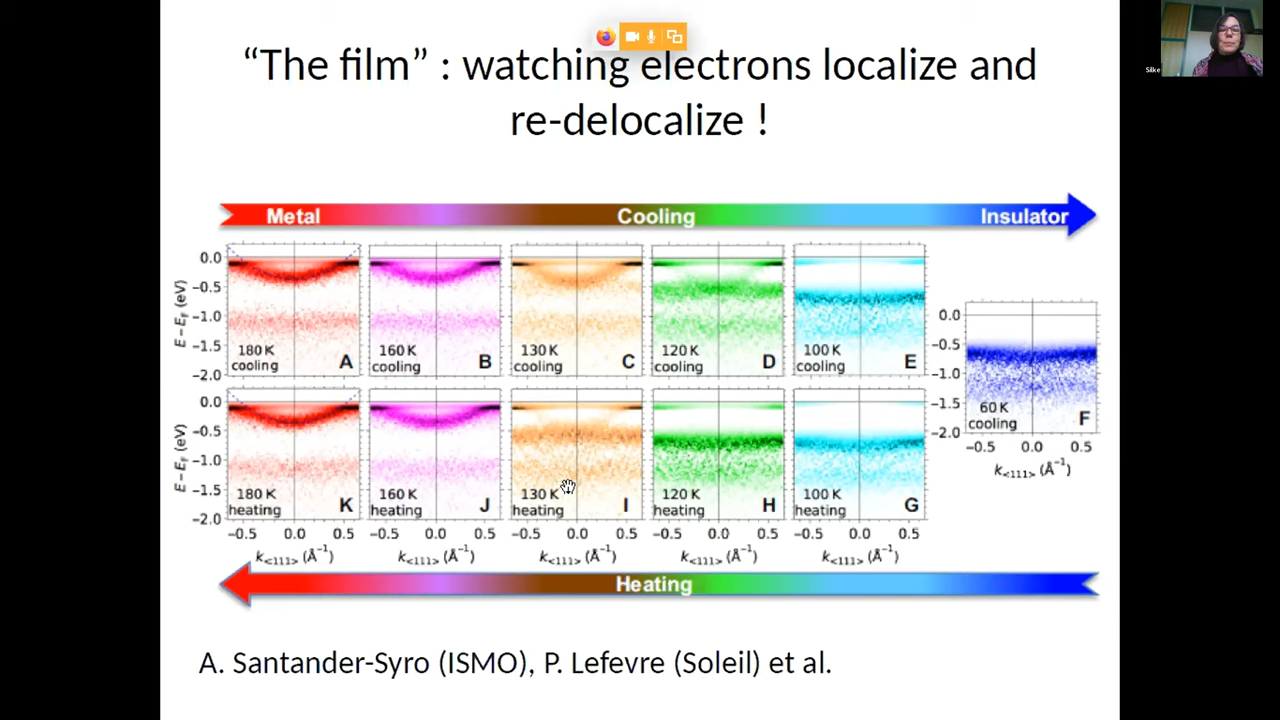 “The film” : watching electrons localize and
re-delocalize !
Silke
Metal Cooling Insulator
E − E_F (eV)
0.0
−0.5
−1.0
−1.5
−2.0
180 K
cooling
A
160 K
cooling
B
130 K
cooling
C
120 K
cooling
D
100 K
cooling
E
0.0
−0.5
−1.0
−1.5
−2.0
60 K
cooling
F
−0.5 0.0 0.5
k<111> (Å⁻¹)
E − E_F (eV)
0.0
−0.5
−1.0
−1.5
−2.0
180 K
heating
K
160 K
heating
J
130 K
heating
I
120 K
heating
H
100 K
heating
G
−0.5 0.0 0.5 −0.5 0.0 0.5 −0.5 0.0 0.5 −0.5 0.0 0.5 −0.5 0.0 0.5
k<111> (Å⁻¹) k<111> (Å⁻¹) k<111> (Å⁻¹) k<111> (Å⁻¹) k<111> (Å⁻¹)
Heating
A. Santander-Syro (ISMO), P. Lefevre (Soleil) et al.